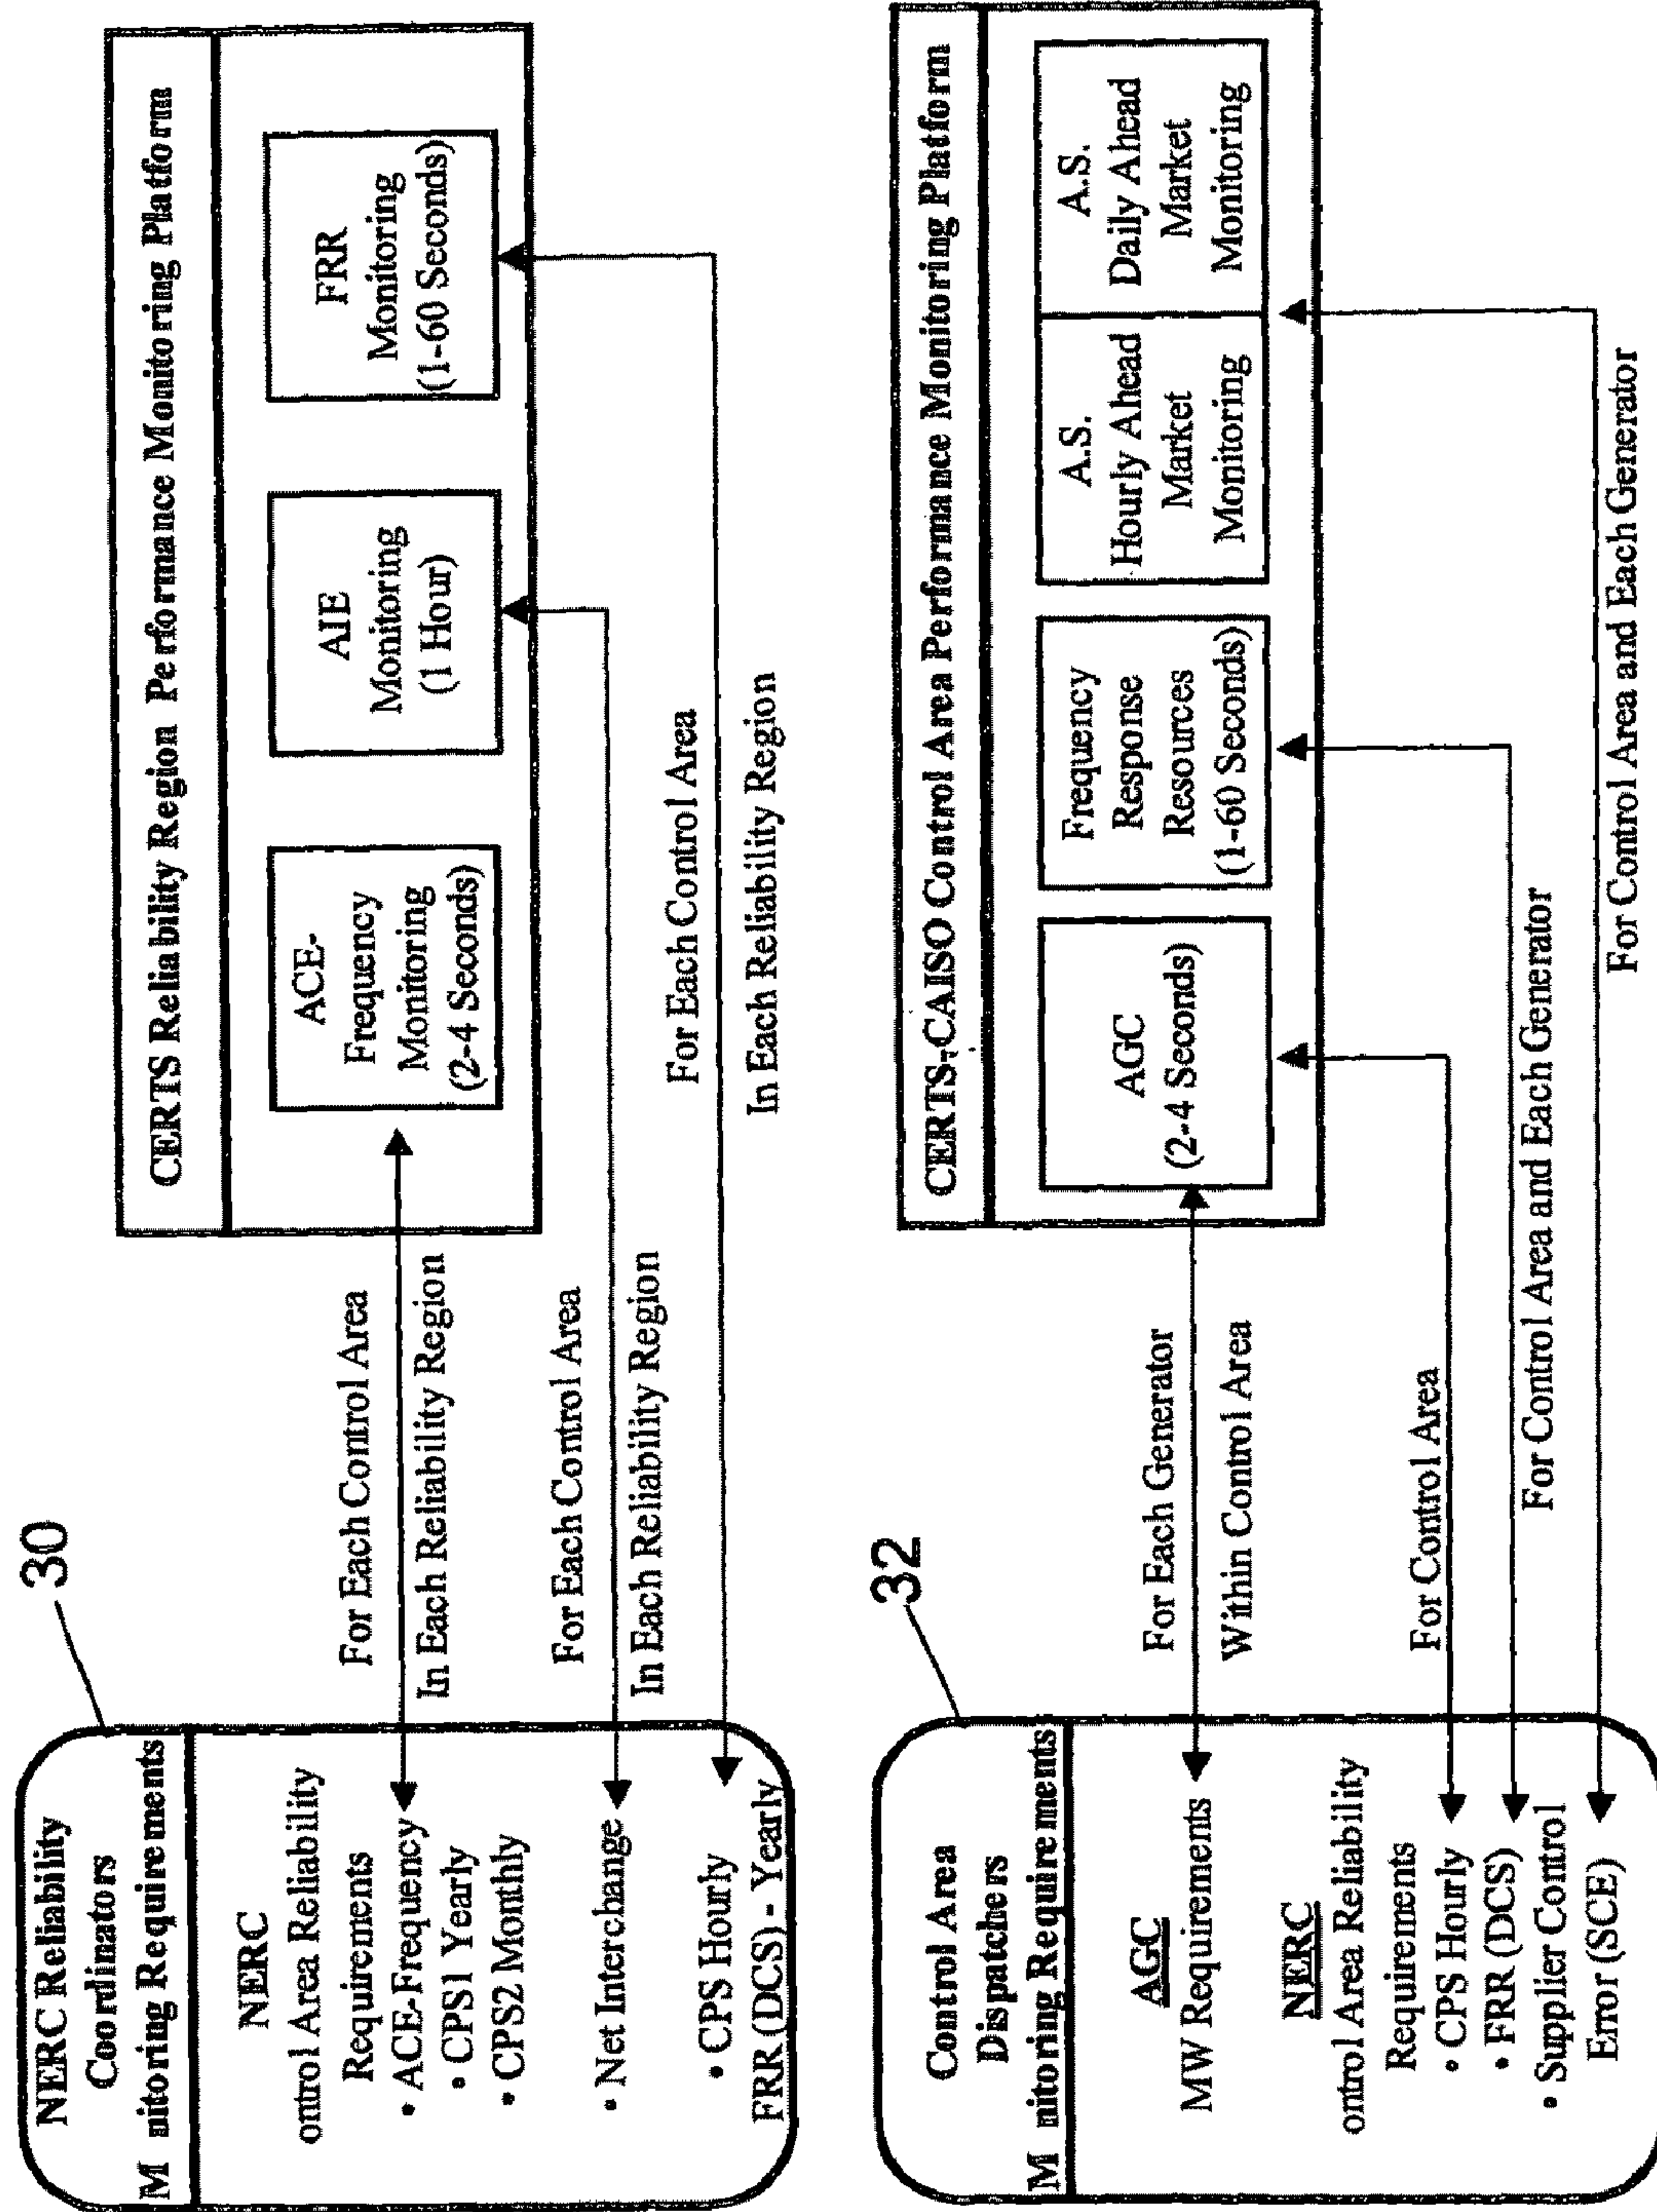 30
NERC Reliability
Coordinators
M nitoring Requirements
NERC
ontrol Area Reliability
Requirements
• ACE-Frequency
• CPS1 Yearly
• CPS2 Monthly
• Net Interchange
• CPS Hourly
FRR (DCS) - Yearly
For Each Control Area
In Each Reliability Region
For Each Control Area
In Each Reliability Region
For Each Control Area
In Each Reliability Region
CERTS Reliability Region Performance Monitoring Platform
ACE-
Frequency
Monitoring
(2-4 Seconds)
AIE
Monitoring
(1 Hour)
FRR
Monitoring
(1-60 Seconds)
32
Control Area
Dispatchers
M nitoring Requirements
AGC
MW Requirements
NERC
ontrol Area Reliability
Requirements
• CPS Hourly
• FRR (DCS)
• Supplier Control
Error (SCE)
For Each Generator
Within Control Area
For Control Area
For Control Area and Each Generator
For Control Area and Each Generator
CERTS-CAISO Control Area Performance Monitoring Platform
AGC
(2-4 Seconds)
Frequency
Response
Resources
(1-60 Seconds)
A.S.
Hourly Ahead
Market
Monitoring
A.S.
Daily Ahead
Market
Monitoring